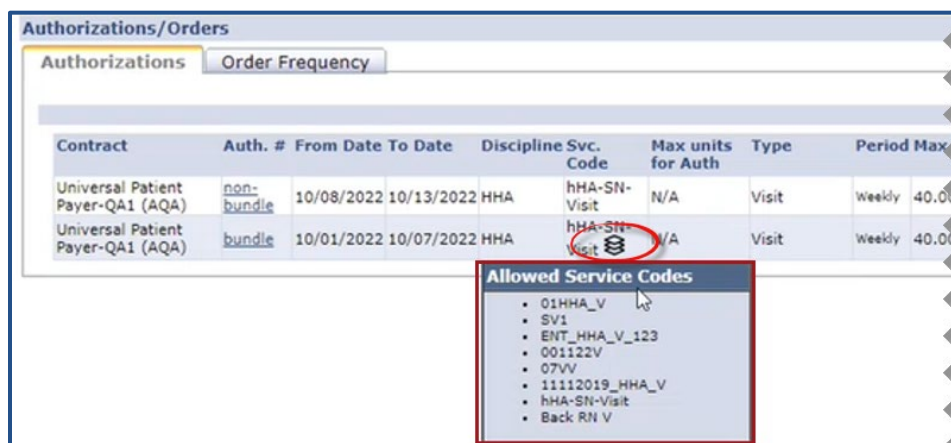 Authorizations/Orders
Authorizations Order Frequency
Contract Auth. # From Date To Date Discipline Svc. Code Max units for Auth Type Period Max
Universal Patient Payer-QA1 (AQA) non-bundle 10/08/2022 10/13/2022 HHA hHA-SN-Visit N/A Visit Weekly 40.0
Universal Patient Payer-QA1 (AQA) bundle 10/01/2022 10/07/2022 HHA hHA-SN-Visit N/A Visit Weekly 40.0
Allowed Service Codes
• 01HHA_V
• SV1
• ENT_HHA_V_123
• 001122V
• 07VV
• 11112019_HHA_V
• hHA-SN-Visit
• Back RN V